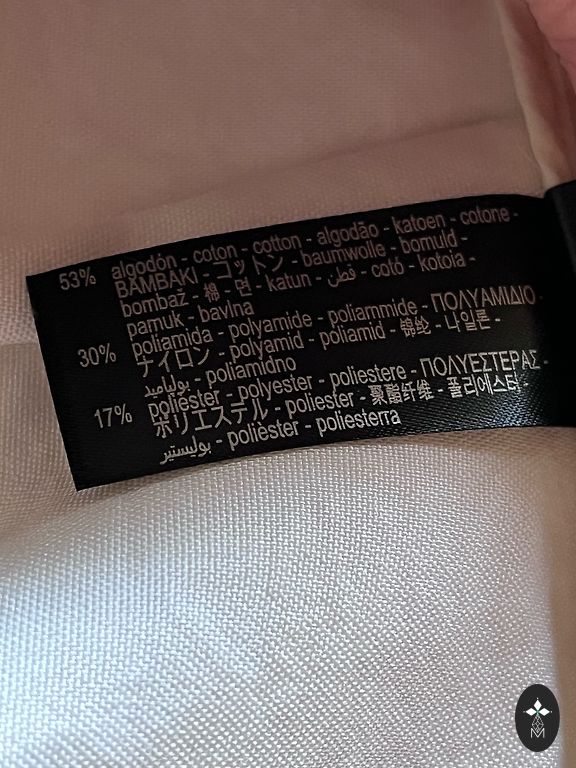 53% algodón - coton - cotton - algodão - katoen - cotone -
BAMBAKI - コットン - baumwolle - bomuld -
bombaž - 棉 - 면 - katun - قطن - cotó - kotoia -
pamuk - bavlna
30% poliamida - polyamide - poliammide - ΠΟΛΥΑΜΙΔΙΟ -
ナイロン - polyamid - poliamid - 锦纶 - 나일론 -
بولياميد - poliamidno
17% poliéster - polyester - poliestere - ΠΟΛΥΕΣΤΕΡΑΣ -
ポリエステル - poliester - 聚酯纤维 - 폴리에스터 -
بوليستير - polièster - poliesterra
M